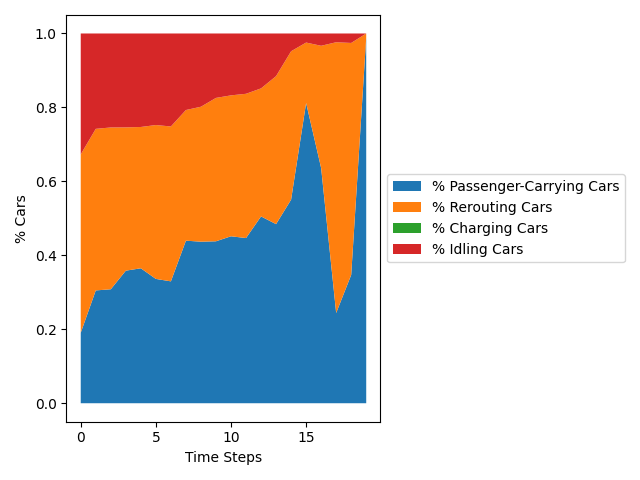 1.0
0.8
0.6
0.4
0.2
0.0
% Cars
0
5
10
15
Time Steps
% Passenger-Carrying Cars
% Rerouting Cars
% Charging Cars
% Idling Cars